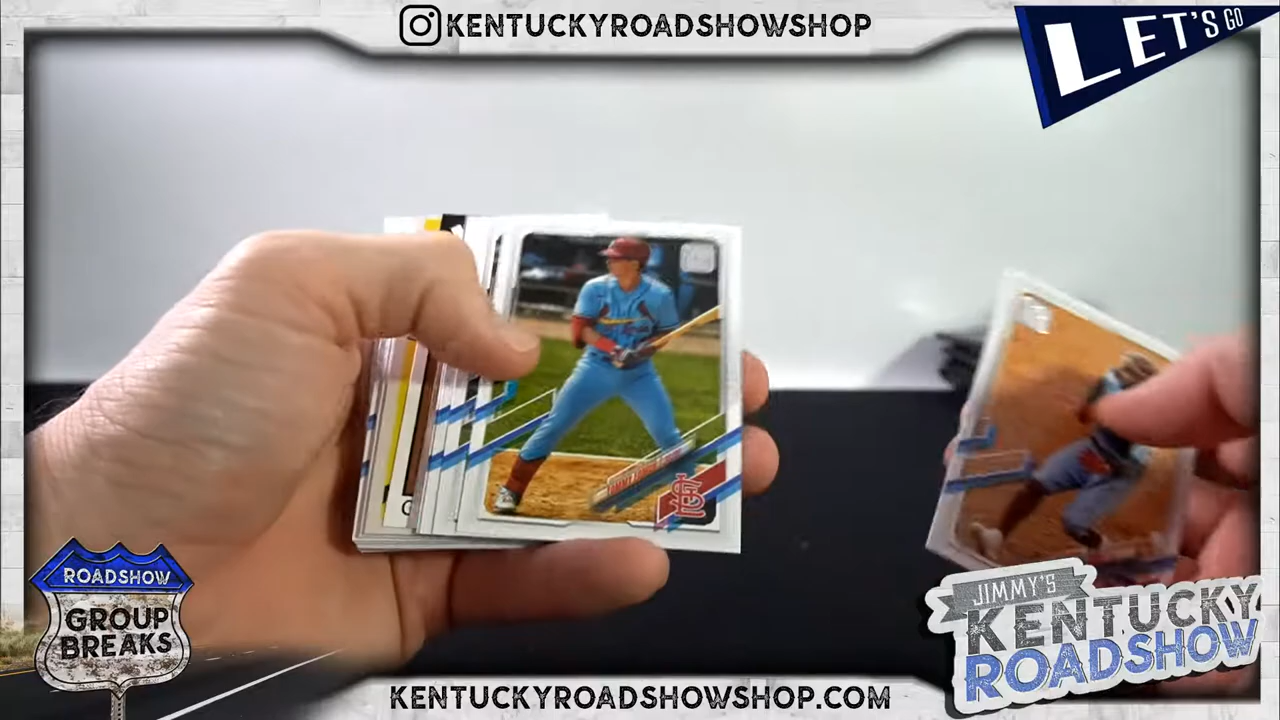 KENTUCKYROADSHOWSHOP
LET'S GO
ROADSHOW
GROUP
BREAKS
JIMMY'S
KENTUCKY
ROADSHOW
KENTUCKYROADSHOWSHOP.COM